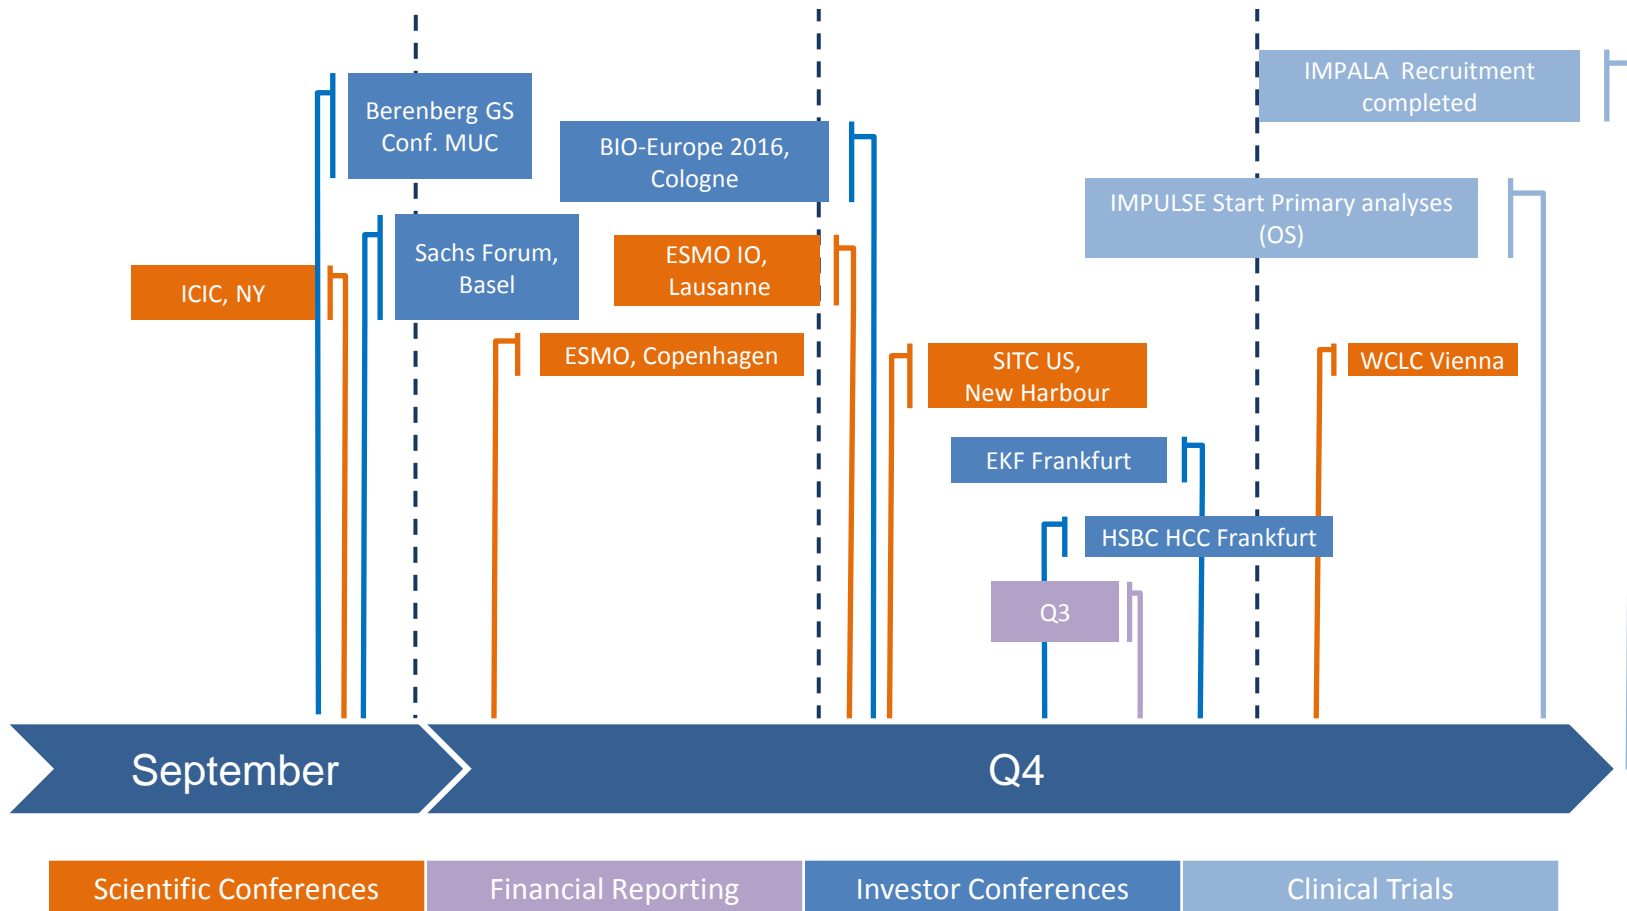 IMPALA  Recruitment
completed
Berenberg GS
Conf. MUC
BIO-Europe 2016,
Cologne
IMPULSE Start Primary analyses
(OS)
Sachs Forum,
Basel
ESMO IO,
Lausanne
ICIC, NY
ESMO, Copenhagen
SITC US,
New Harbour
WCLC Vienna
EKF Frankfurt
HSBC HCC Frankfurt
Q3
September
Q4
Scientific Conferences
Financial Reporting
Investor Conferences
Clinical Trials